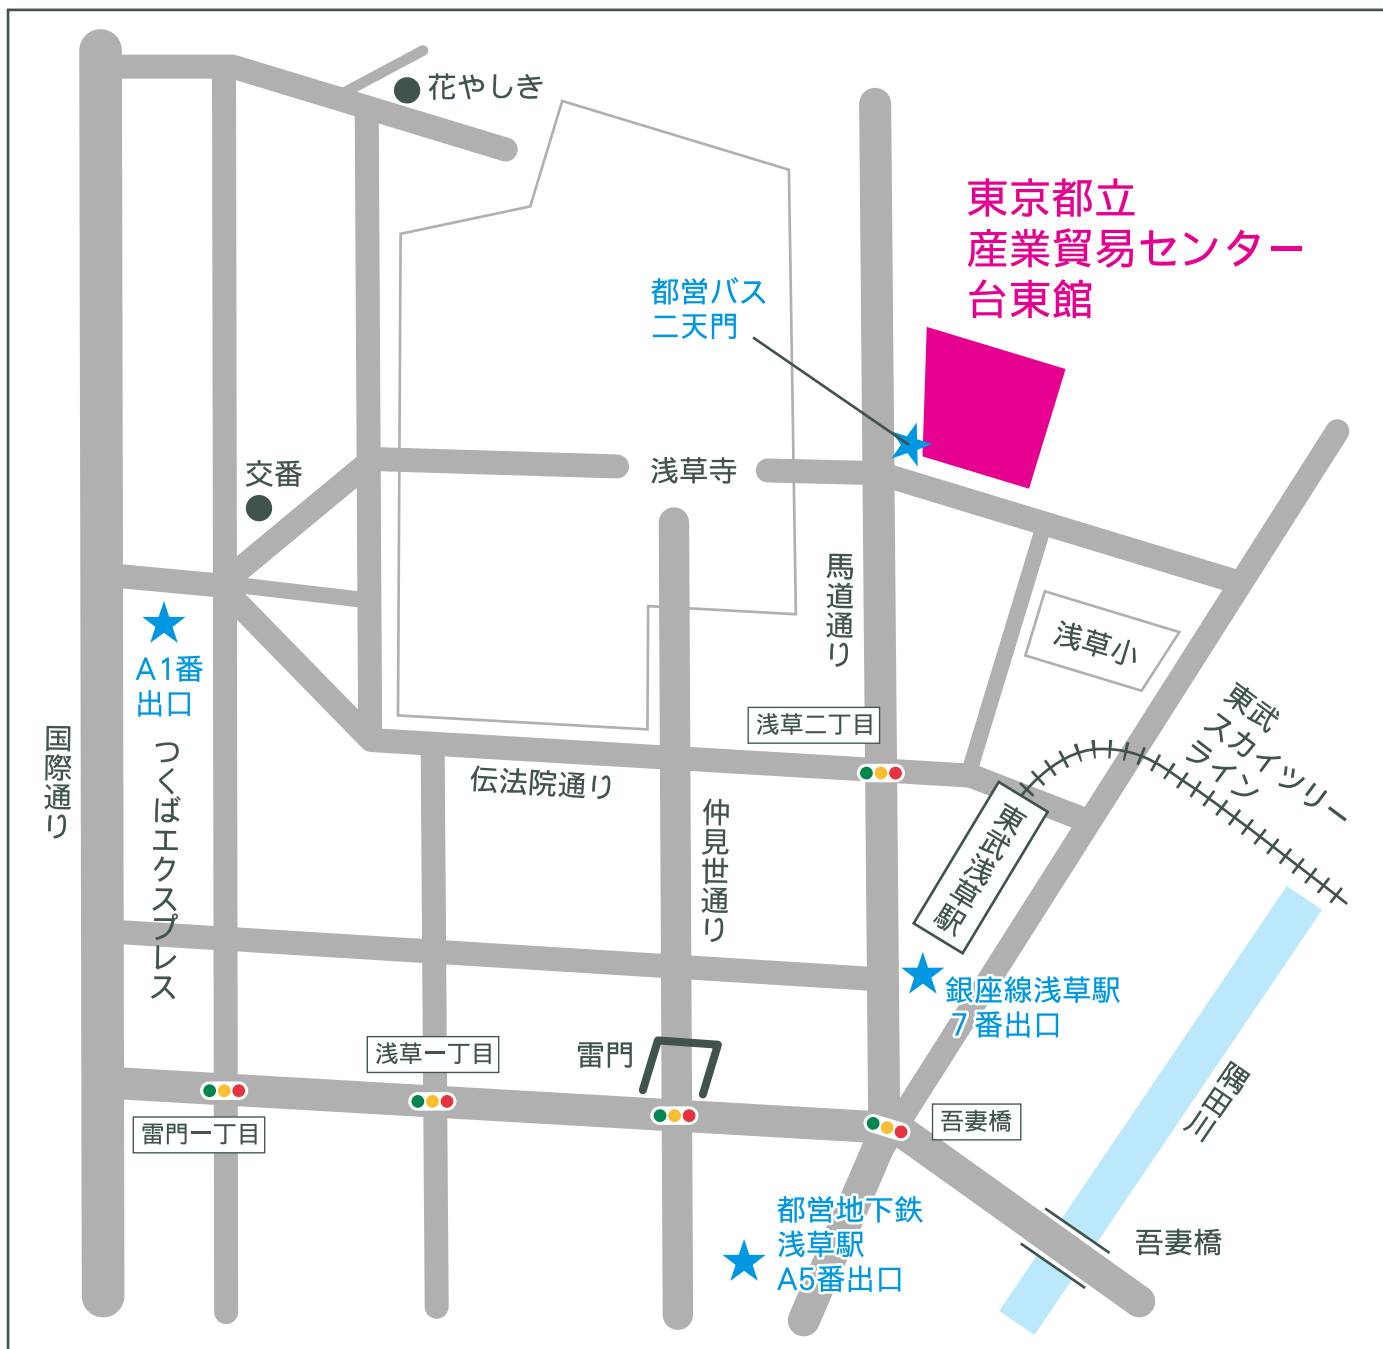 花やしき
東京都立
産業貿易センター
台東館
都営バス
二天門
交番
浅草寺
馬道通り
浅草小
A1番
出口
国際通り
つくばエクスプレス
浅草二丁目
伝法院通り
仲見世通り
東武
スカイツリー
ライン
東武浅草駅
銀座線浅草駅
7番出口
浅草一丁目
雷門
雷門一丁目
吾妻橋
隅田川
都営地下鉄
浅草駅
A5番出口
吾妻橋